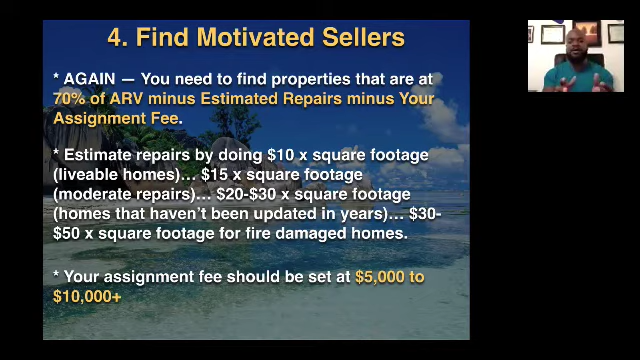 4. Find Motivated Sellers
* AGAIN — You need to find properties that are at
70% of ARV minus Estimated Repairs minus Your
Assignment Fee.
* Estimate repairs by doing $10 x square footage
(liveable homes)... $15 x square footage
(moderate repairs)... $20-$30 x square footage
(homes that haven't been updated in years)... $30-
$50 x square footage for fire damaged homes.
* Your assignment fee should be set at $5,000 to
$10,000+